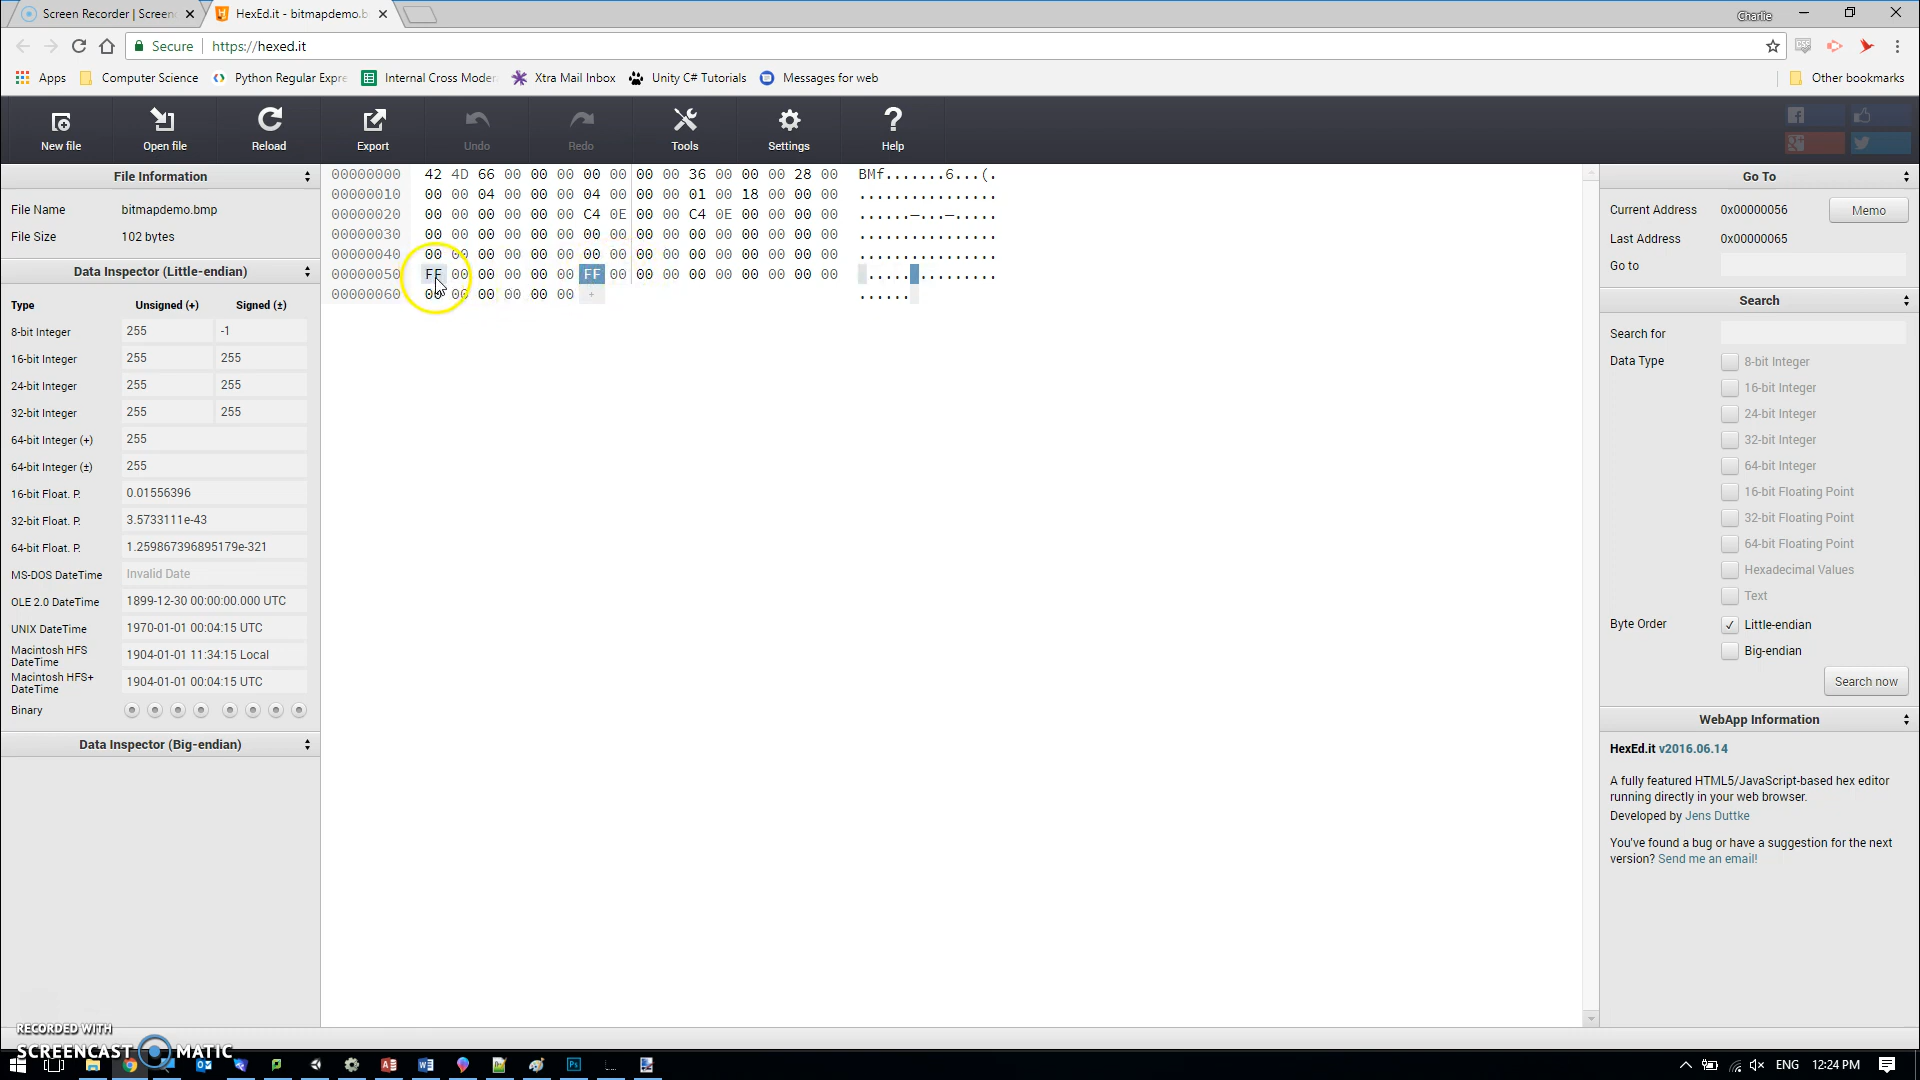 Screen Recorder | Screen
HexEd.it - bitmapdemo.b
Charlie
Secure https://hexed.it
Apps Computer Science Python Regular Expre Internal Cross Moder Xtra Mail Inbox Unity C# Tutorials Messages for web Other bookmarks
New file Open file Reload Export Undo Redo Tools Settings Help
File Information
File Name bitmapdemo.bmp
File Size 102 bytes
Data Inspector (Little-endian)
Type Unsigned (+) Signed (±)
8-bit Integer 255 -1
16-bit Integer 255 255
24-bit Integer 255 255
32-bit Integer 255 255
64-bit Integer (+) 255
64-bit Integer (±) 255
16-bit Float. P. 0.01556396
32-bit Float. P. 3.5733111e-43
64-bit Float. P. 1.259867396895179e-321
MS-DOS DateTime Invalid Date
OLE 2.0 DateTime 1899-12-30 00:00:00.000 UTC
UNIX DateTime 1970-01-01 00:04:15 UTC
Macintosh HFS DateTime 1904-01-01 11:34:15 Local
Macintosh HFS+ DateTime 1904-01-01 00:04:15 UTC
Binary
Data Inspector (Big-endian)
00000000 42 4D 66 00 00 00 00 00 00 00 36 00 00 00 28 00 BMf.......6...(.
00000010 00 00 04 00 00 00 04 00 00 00 01 00 18 00 00 00 ................
00000020 00 00 00 00 00 00 C4 0E 00 00 C4 0E 00 00 00 00 ......─...─.....
00000030 00 00 00 00 00 00 00 00 00 00 00 00 00 00 00 00 ................
00000040 00 00 00 00 00 00 00 00 00 00 00 00 00 00 00 00 ................
00000050 FF 00 00 00 00 00 FF 00 00 00 00 00 00 00 00 00 ..............
00000060 00 00 00 00 00 00 + ......
Go To
Current Address 0x00000056 Memo
Last Address 0x00000065
Go to
Search
Search for
Data Type 8-bit Integer
16-bit Integer
24-bit Integer
32-bit Integer
64-bit Integer
16-bit Floating Point
32-bit Floating Point
64-bit Floating Point
Hexadecimal Values
Text
Byte Order Little-endian
Big-endian
Search now
WebApp Information
HexEd.it v2016.06.14
A fully featured HTML5/JavaScript-based hex editor
running directly in your web browser.
Developed by Jens Duttke
You've found a bug or have a suggestion for the next
version? Send me an email!
RECORDED WITH
SCREENCAST MATIC
ENG 12:24 PM